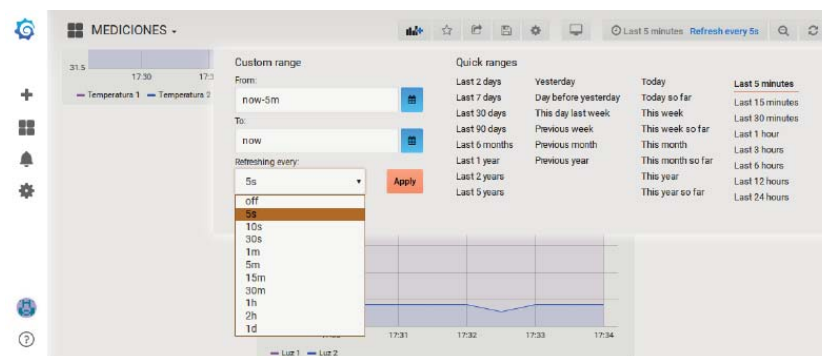 MEDICIONES
Last 5 minutes Refresh every 5s
31.5
17:30 17:3
Temperatura 1 Temperatura 2
Custom range
From:
now-5m
To:
now
Refreshing every:
5s
Apply
off
5s
10s
30s
1m
5m
15m
30m
1h
2h
1d
Quick ranges
Last 2 days
Last 7 days
Last 30 days
Last 90 days
Last 6 months
Last 1 year
Last 2 years
Last 5 years
Yesterday
Day before yesterday
This day last week
Previous week
Previous month
Previous year
Today
Today so far
This week
This week so far
This month
This month so far
This year
This year so far
Last 5 minutes
Last 15 minutes
Last 30 minutes
Last 1 hour
Last 3 hours
Last 6 hours
Last 12 hours
Last 24 hours
17:31 17:32 17:33 17:34
Luz 1 Luz 2